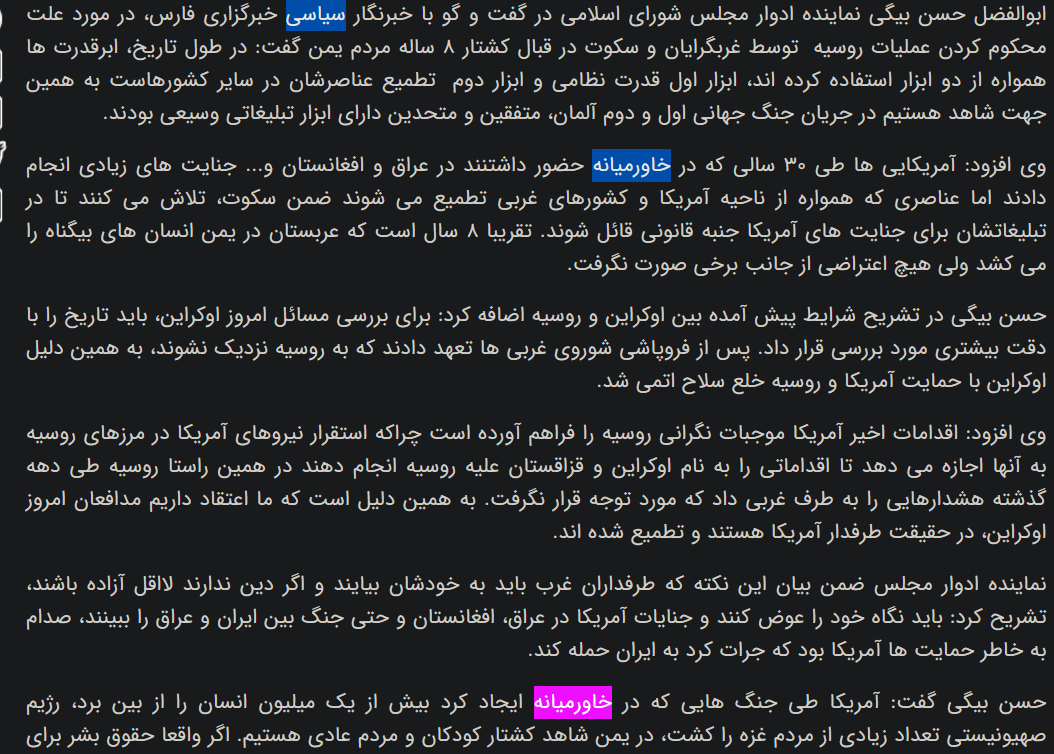 ابوالفضل حسن بیگی نماینده ادوار مجلس شورای اسلامی در گفت و گو با خبرنگار سیاسی خبرگزاری فارس، در مورد علت
محکوم کردن عملیات روسیه توسط غربگرایان و سکوت در قبال کشتار ۸ ساله مردم یمن گفت: در طول تاریخ، ابرقدرت ها
همواره از دو ابزار استفاده کرده اند، ابزار اول قدرت نظامی و ابزار دوم تطمیع عناصرشان در سایر کشورهاست به همین
جهت شاهد هستیم در جریان جنگ جهانی اول و دوم آلمان، متفقین و متحدین دارای ابزار تبلیغاتی وسیعی بودند.
وی افزود: آمریکایی ها طی ۳۰ سالی که در خاورمیانه حضور داشتنند در عراق و افغانستان و... جنایت های زیادی انجام
دادند اما عناصری که همواره از ناحیه آمریکا و کشورهای غربی تطمیع می شوند ضمن سکوت، تلاش می کنند تا در
تبلیغاتشان برای جنایت های آمریکا جنبه قانونی قائل شوند. تقریبا ۸ سال است که عربستان در یمن انسان های بیگناه را
می کشد ولی هیچ اعتراضی از جانب برخی صورت نگرفت.
حسن بیگی در تشریح شرایط پیش آمده بین اوکراین و روسیه اضافه کرد: برای بررسی مسائل امروز اوکراین، باید تاریخ را با
دقت بیشتری مورد بررسی قرار داد. پس از فروپاشی شوروی غربی ها تعهد دادند که به روسیه نزدیک نشوند، به همین دلیل
اوکراین با حمایت آمریکا و روسیه خلع سلاح اتمی شد.
وی افزود: اقدامات اخیر آمریکا موجبات نگرانی روسیه را فراهم آورده است چراکه استقرار نیروهای آمریکا در مرزهای روسیه
به آنها اجازه می دهد تا اقداماتی را به نام اوکراین و قزاقستان علیه روسیه انجام دهند در همین راستا روسیه طی دهه
گذشته هشدارهایی را به طرف غربی داد که مورد توجه قرار نگرفت. به همین دلیل است که ما اعتقاد داریم مدافعان امروز
اوکراین، در حقیقت طرفدار آمریکا هستند و تطمیع شده اند.
نماینده ادوار مجلس ضمن بیان این نکته که طرفداران غرب باید به خودشان بیایند و اگر دین ندارند لااقل آزاده باشند،
تشریح کرد: باید نگاه خود را عوض کنند و جنایات آمریکا در عراق، افغانستان و حتی جنگ بین ایران و عراق را ببینند، صدام
به خاطر حمایت ها آمریکا بود که جرات کرد به ایران حمله کند.
حسن بیگی گفت: آمریکا طی جنگ هایی که در خاورمیانه ایجاد کرد بیش از یک میلیون انسان را از بین برد، رژیم
صهیونیستی تعداد زیادی از مردم غزه را کشت، در یمن شاهد کشتار کودکان و مردم عادی هستیم. اگر واقعا حقوق بشر برای